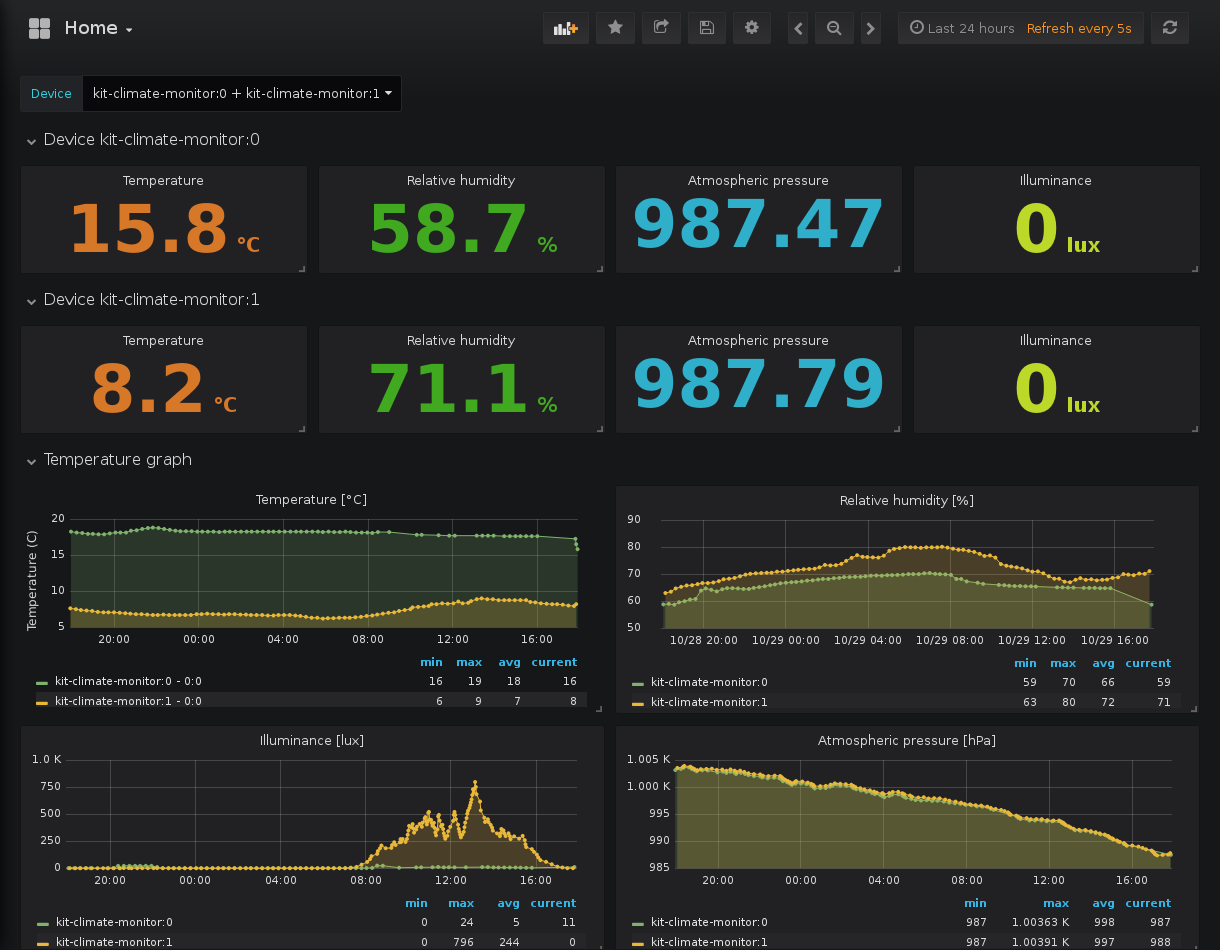 Home
Last 24 hours Refresh every 5s
Device kit-climate-monitor:0 + kit-climate-monitor:1
Device kit-climate-monitor:0
Temperature Relative humidity Atmospheric pressure Illuminance
15.8 °C 58.7 % 987.47 0 lux
Device kit-climate-monitor:1
Temperature Relative humidity Atmospheric pressure Illuminance
8.2 °C 71.1 % 987.79 0 lux
Temperature graph
Temperature [°C]
Temperature (C)
20
15
10
5
20:00 00:00 04:00 08:00 12:00 16:00
min max avg current
kit-climate-monitor:0 - 0:0 16 19 18 16
kit-climate-monitor:1 - 0:0 6 9 7 8
Relative humidity [%]
90
80
70
60
50
10/28 20:00 10/29 00:00 10/29 04:00 10/29 08:00 10/29 12:00 10/29 16:00
min max avg current
kit-climate-monitor:0 59 70 66 59
kit-climate-monitor:1 63 80 72 71
Illuminance [lux]
1.0 K
750
500
250
0
20:00 00:00 04:00 08:00 12:00 16:00
min max avg current
kit-climate-monitor:0 0 24 5 11
kit-climate-monitor:1 0 796 244 0
Atmospheric pressure [hPa]
1.005 K
1.000 K
995
990
985
20:00 00:00 04:00 08:00 12:00 16:00
min max avg current
kit-climate-monitor:0 987 1.00363 K 998 987
kit-climate-monitor:1 987 1.00391 K 997 988